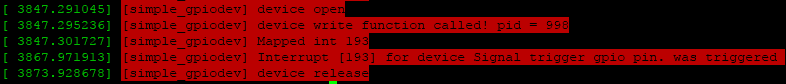 [ 3847.291045] [simple_gpiodev] device open
[ 3847.295236] [simple_gpiodev] device write function called! pid = 998
[ 3847.301727] [simple_gpiodev] Mapped int 193
[ 3867.971913] [simple_gpiodev] Interrupt [193] for device Signal trigger gpio pin. was triggered
[ 3873.928678] [simple_gpiodev] device release